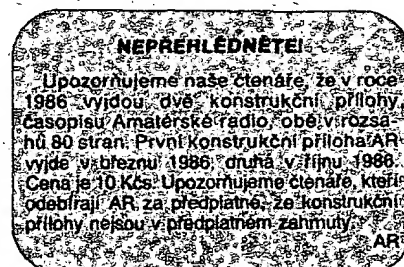 NEPŘEHLÉDNĚTE!
Upozorňujeme naše čtenáře, že v roce
1986 vyjdou dvě konstrukční přílohy
časopisu Amatérské radio, obě v rozsa-
hů 80 stran. První konstrukční příloha AR
vyjde v březnu 1986, druhá v říjnu 1986.
Cena je 10 Kčs. Upozorňujeme čtenáře, kteří
odebírají AR za předplatné, že konstrukční
přílohy nejsou v předplatném zahrnuty.
AR